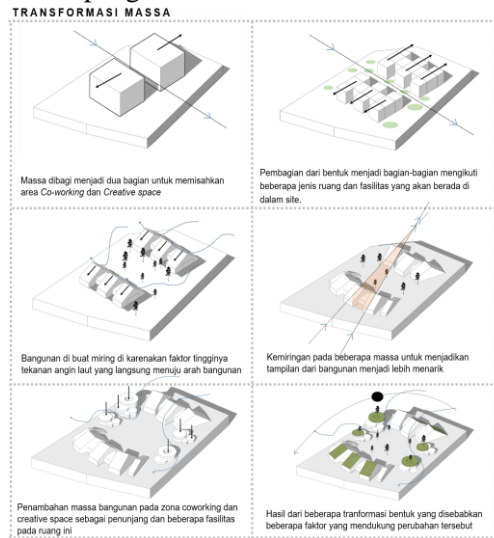 TRANSFORMASI MASSA
Massa dibagi menjadi dua bagian untuk memisahkan
area Co-working dan Creative space
Pembagian dari bentuk menjadi bagian-bagian mengikuti
beberapa jenis ruang dan fasilitas yang akan berada di
dalam site.
Bangunan di buat miring di karenakan faktor tingginya
tekanan angin laut yang langsung menuju arah bangunan
Kemiringan pada beberapa massa untuk menjadikan
tampilan dari bangunan menjadi lebih menarik
Penambahan massa bangunan pada zona coworking dan
creative space sebagai penunjang dan beberapa fasilitas
pada ruang ini
Hasil dari beberapa tranformasi bentuk yang disebabkan
beberapa faktor yang mendukung perubahan tersebut